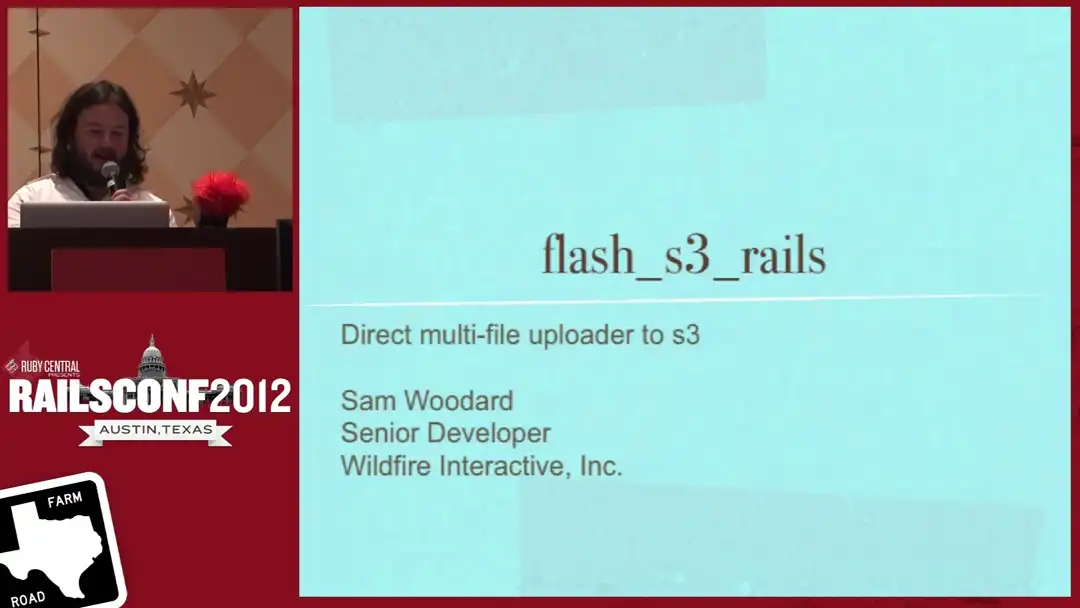 flash_s3_rails
Direct multi-file uploader to s3
Sam Woodard
Senior Developer
Wildfire Interactive, Inc.
RUBY CENTRAL
PRESENTS
RAILSCONF2012
AUSTIN, TEXAS
FARM
ROAD